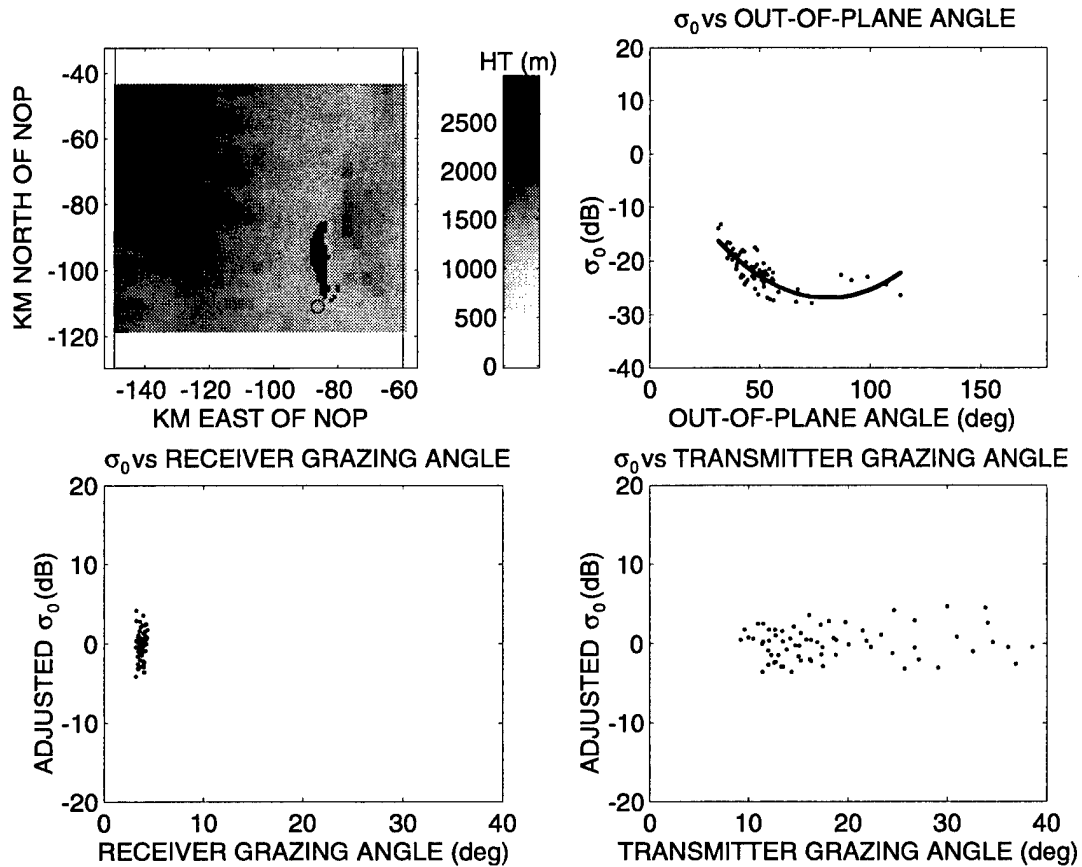 HT (m)
-40
-60
-80
-100
-120
KM NORTH OF NOP
-140 -120 -100 -80 -60
KM EAST OF NOP
2500
2000
1500
1000
500
0
σ₀ vs OUT-OF-PLANE ANGLE
20
10
0
-10
-20
-30
-40
σ₀ (dB)
0 50 100 150
OUT-OF-PLANE ANGLE (deg)
σ₀ vs RECEIVER GRAZING ANGLE
20
10
0
-10
-20
ADJUSTED σ₀ (dB)
0 10 20 30 40
RECEIVER GRAZING ANGLE (deg)
σ₀ vs TRANSMITTER GRAZING ANGLE
20
10
0
-10
-20
ADJUSTED σ₀ (dB)
0 10 20 30 40
TRANSMITTER GRAZING ANGLE (deg)